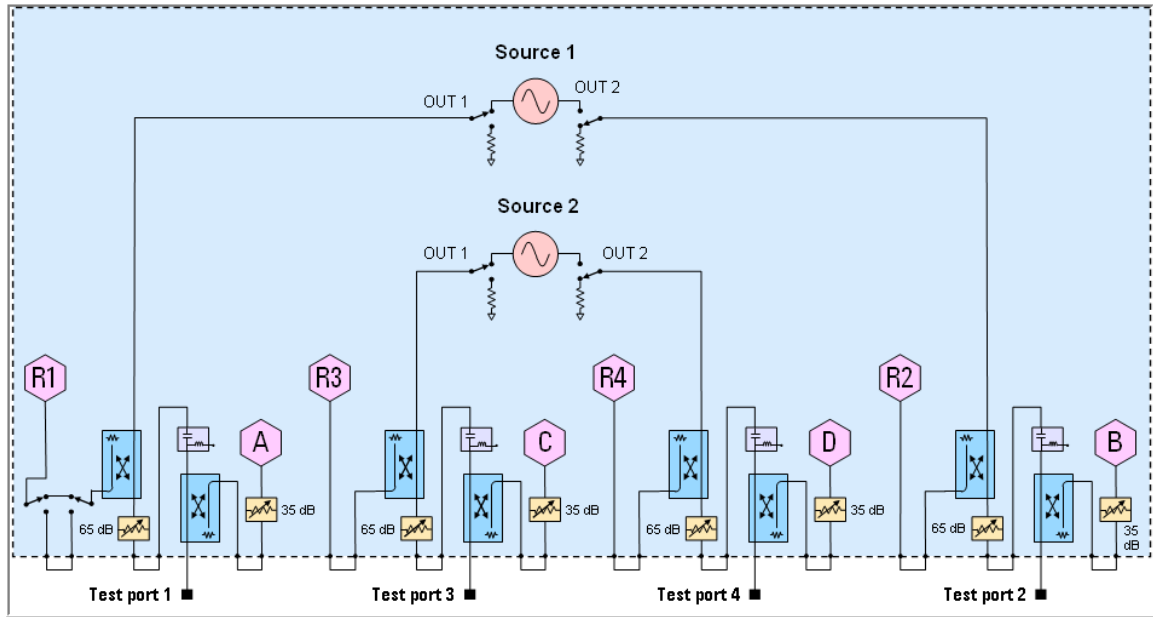 Source 1
OUT 1
OUT 2
Source 2
OUT 1
OUT 2
R1
R3
R4
R2
A
C
D
B
65 dB
35 dB
65 dB
35 dB
65 dB
35 dB
65 dB
35
dB
Test port 1
Test port 3
Test port 4
Test port 2